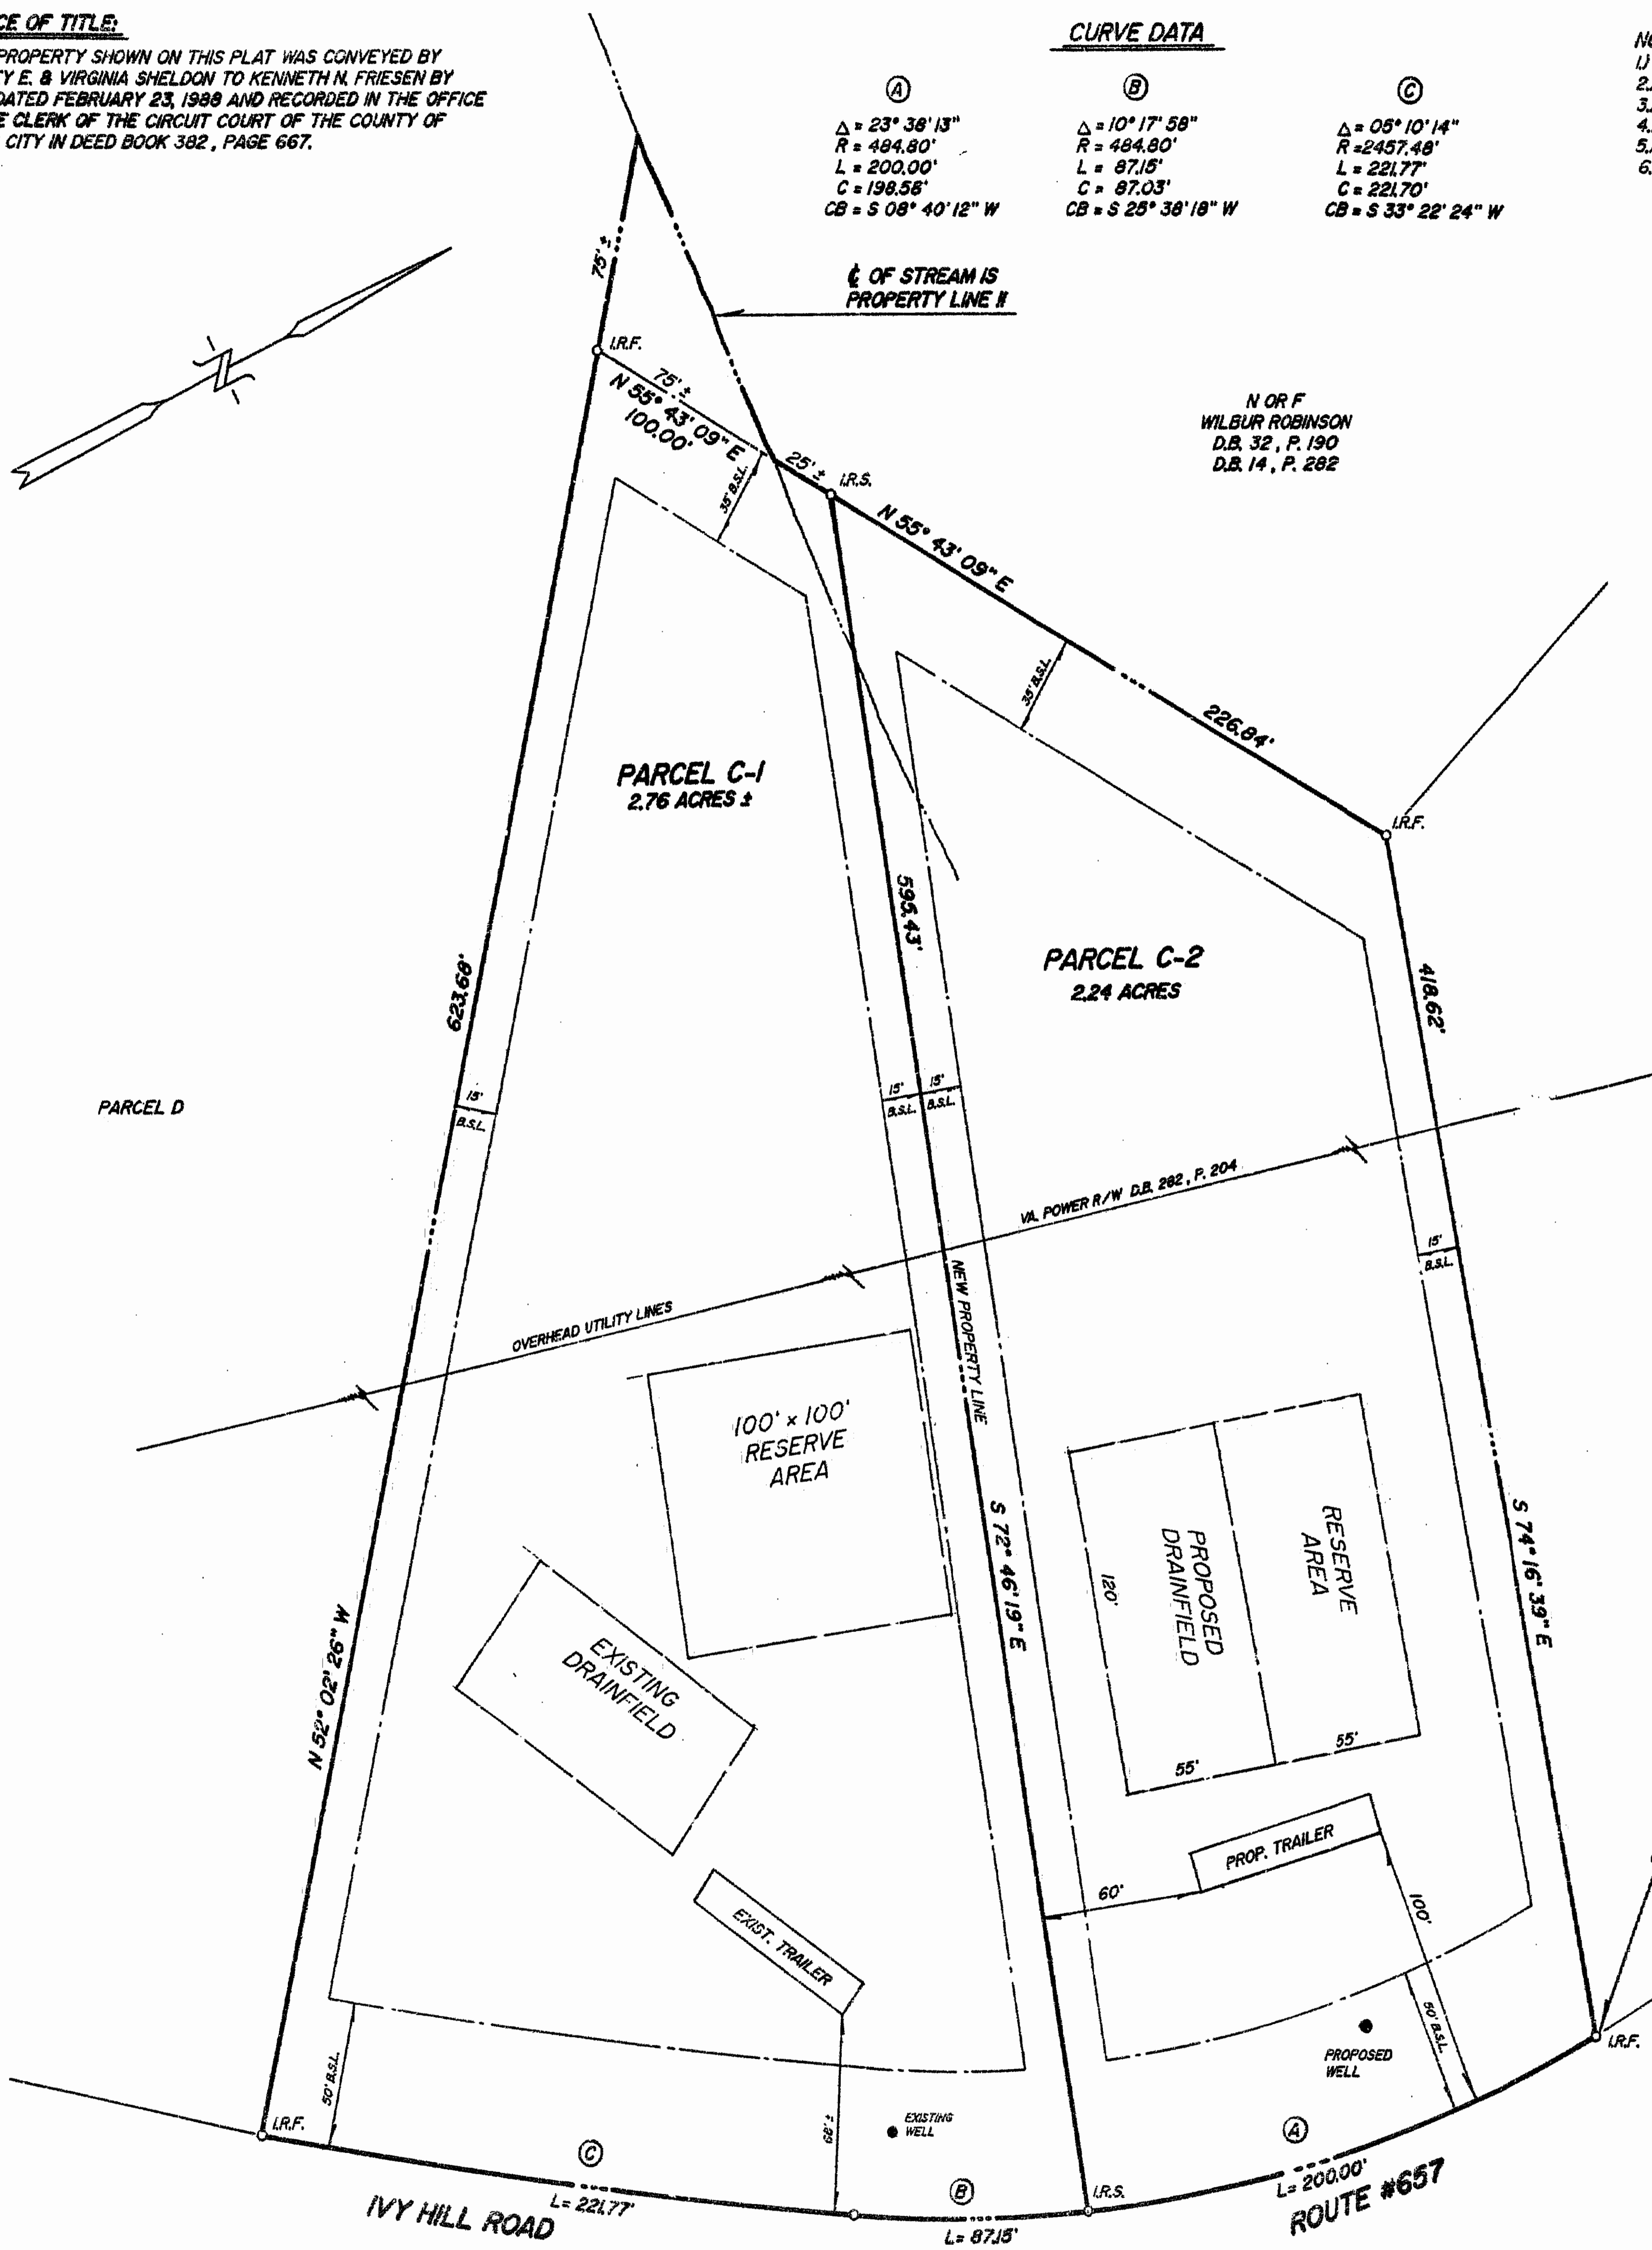 CE OF TITLE:
PROPERTY SHOWN ON THIS PLAT WAS CONVEYED BY
Y E. & VIRGINIA SHELDON TO KENNETH N. FRIESEN BY
DATED FEBRUARY 23, 1988 AND RECORDED IN THE OFFICE
E CLERK OF THE CIRCUIT COURT OF THE COUNTY OF
CITY IN DEED BOOK 382, PAGE 667.
CURVE DATA
A
Δ = 23° 38' 13"
R = 484.80'
L = 200.00'
C = 198.58'
CB = S 08° 40' 12" W
B
Δ = 10° 17' 58"
R = 484.80'
L = 87.15'
C = 87.03'
CB = S 25° 38' 18" W
C
Δ = 05° 10' 14"
R = 2457.48'
L = 221.77'
C = 221.70'
CB = S 33° 22' 24" W
1.)
2.
3.
4.
5.
6.
℄ OF STREAM IS
PROPERTY LINE
75' ±
I.R.F.
75' ±
N 55° 43' 09" E
100.00'
35' B.S.L.
25' ±
I.R.S.
N OR F
WILBUR ROBINSON
D.B. 32, P. 190
D.B. 14, P. 282
N 55° 43' 09" E
226.84'
35' B.S.L.
I.R.F.
PARCEL C-1
2.76 ACRES ±
595.43'
PARCEL C-2
2.24 ACRES
418.62'
623.68'
PARCEL D
15'
B.S.L.
15'
B.S.L.
15'
B.S.L.
VA. POWER R/W D.B. 282, P. 204
15'
B.S.L.
OVERHEAD UTILITY LINES
NEW PROPERTY LINE
100' x 100'
RESERVE
AREA
S 72° 46' 19" E
PROPOSED
DRAINFIELD
120'
RESERVE
AREA
S 74° 16' 39" E
55'
55'
EXISTING
DRAINFIELD
N 52° 02' 26" W
PROP. TRAILER
60'
100'
EXIST. TRAILER
50' B.S.L.
50' B.S.L.
PROPOSED
WELL
I.R.F.
I.R.F.
EXISTING
WELL
C
L = 221.77'
IVY HILL ROAD
B
L = 87.15'
I.R.S.
A
L = 200.00'
ROUTE #657